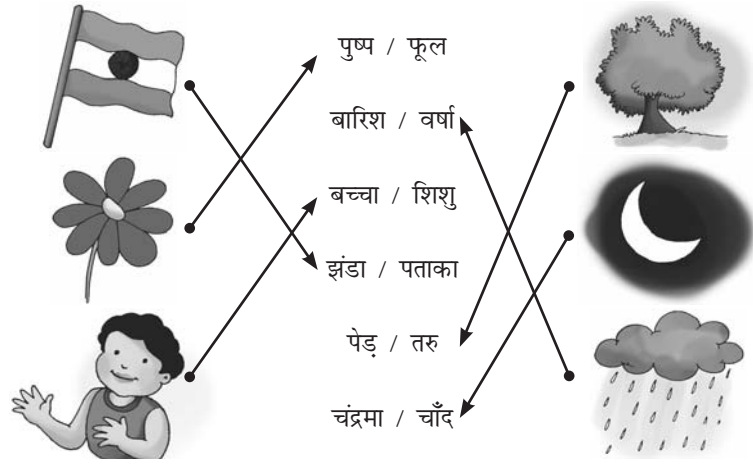 पुष्प / फूल
बारिश / वर्षा
बच्चा / शिशु
झंडा / पताका
पेड़ / तरु
चंद्रमा / चाँद